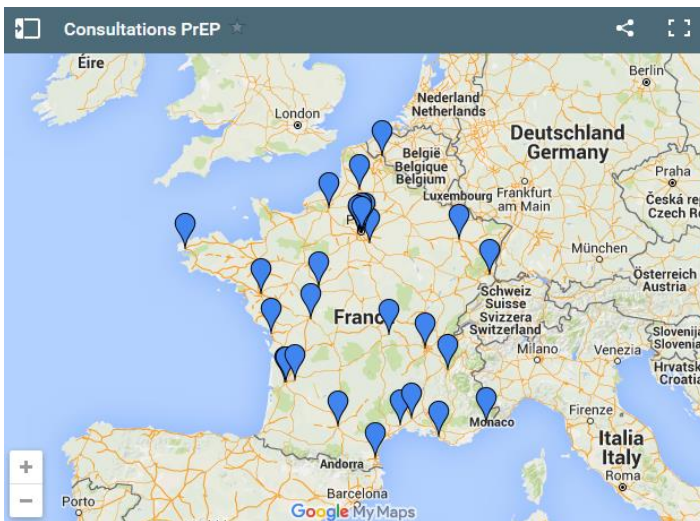 Consultations PrEP
Éire
Berlin
Nederland
Netherlands
London
Deutschland
Germany
België
Belgique
Belgium
Praha
Luxembourg
Frankfurt
am Main
Česká rep
Czech Re
P
München
Österreich
Austria
Schweiz
Suisse
Svizzera
Switzerland
Franc
Slovenija
Slovenia
Milano
Venezia
Hrvatsk
Croatia
Monaco
Firenze
Italia
Italy
Andorra
Roma
Barcelona
Porto
+
−
Google My Maps